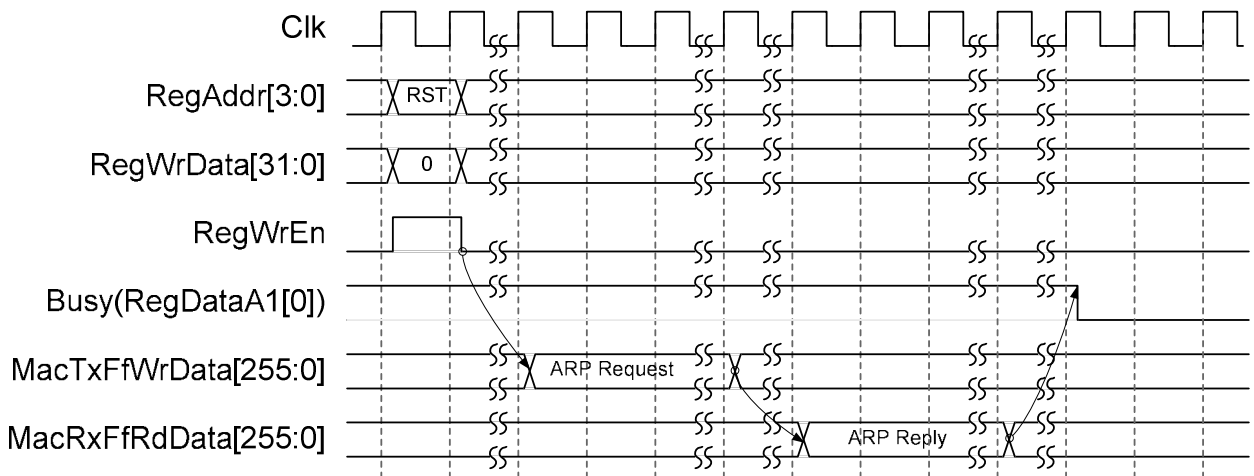 Clk
RegAddr[3:0]
RST
RegWrData[31:0]
0
RegWrEn
Busy(RegDataA1[0])
MacTxFfWrData[255:0]
ARP Request
MacRxFfRdData[255:0]
ARP Reply